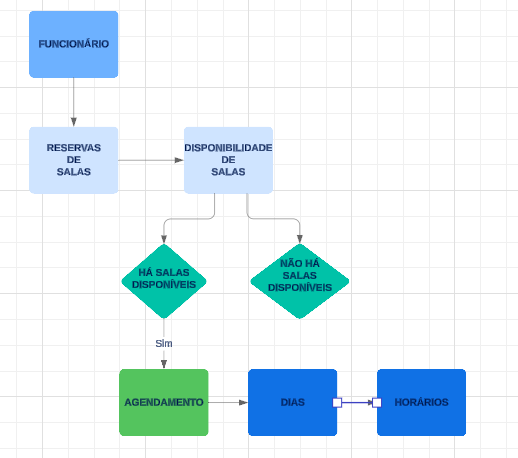 FUNCIONÁRIO
RESERVAS
DE
SALAS
DISPONIBILIDADE
DE
SALAS
HÁ SALAS
DISPONÍVEIS
NÃO HÁ
SALAS
DISPONÍVEIS
Sim
AGENDAMENTO
DIAS
HORÁRIOS